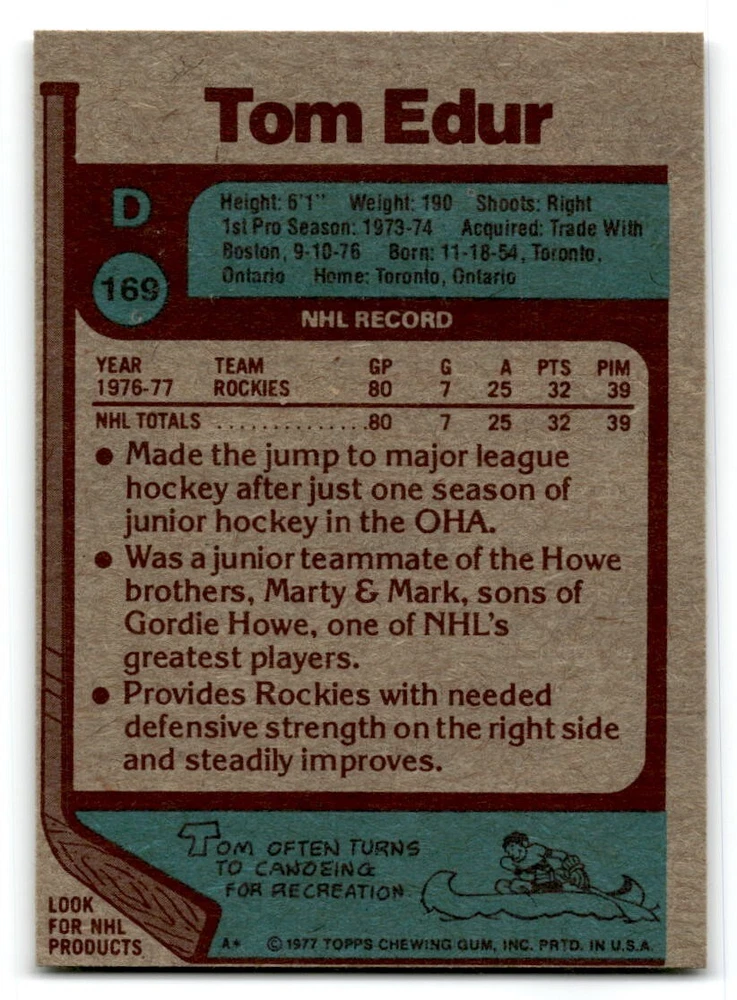 Tom Edur
D
169
Height: 6'1" Weight: 190 Shoots: Right
1st Pro Season: 1973-74 Acquired: Trade With
Boston, 9-10-76 Born: 11-18-54, Toronto,
Ontario Home: Toronto, Ontario
NHL RECORD
YEAR TEAM GP G A PTS PIM
1976-77 ROCKIES 80 7 25 32 39
NHL TOTALS ..............80 7 25 32 39
• Made the jump to major league
hockey after just one season of
junior hockey in the OHA.
• Was a junior teammate of the Howe
brothers, Marty & Mark, sons of
Gordie Howe, one of NHL's
greatest players.
• Provides Rockies with needed
defensive strength on the right side
and steadily improves.
TOM OFTEN TURNS
TO CANOEING
FOR RECREATION
LOOK
FOR NHL
PRODUCTS
A* © 1977 TOPPS CHEWING GUM, INC. PRTD. IN U.S.A.